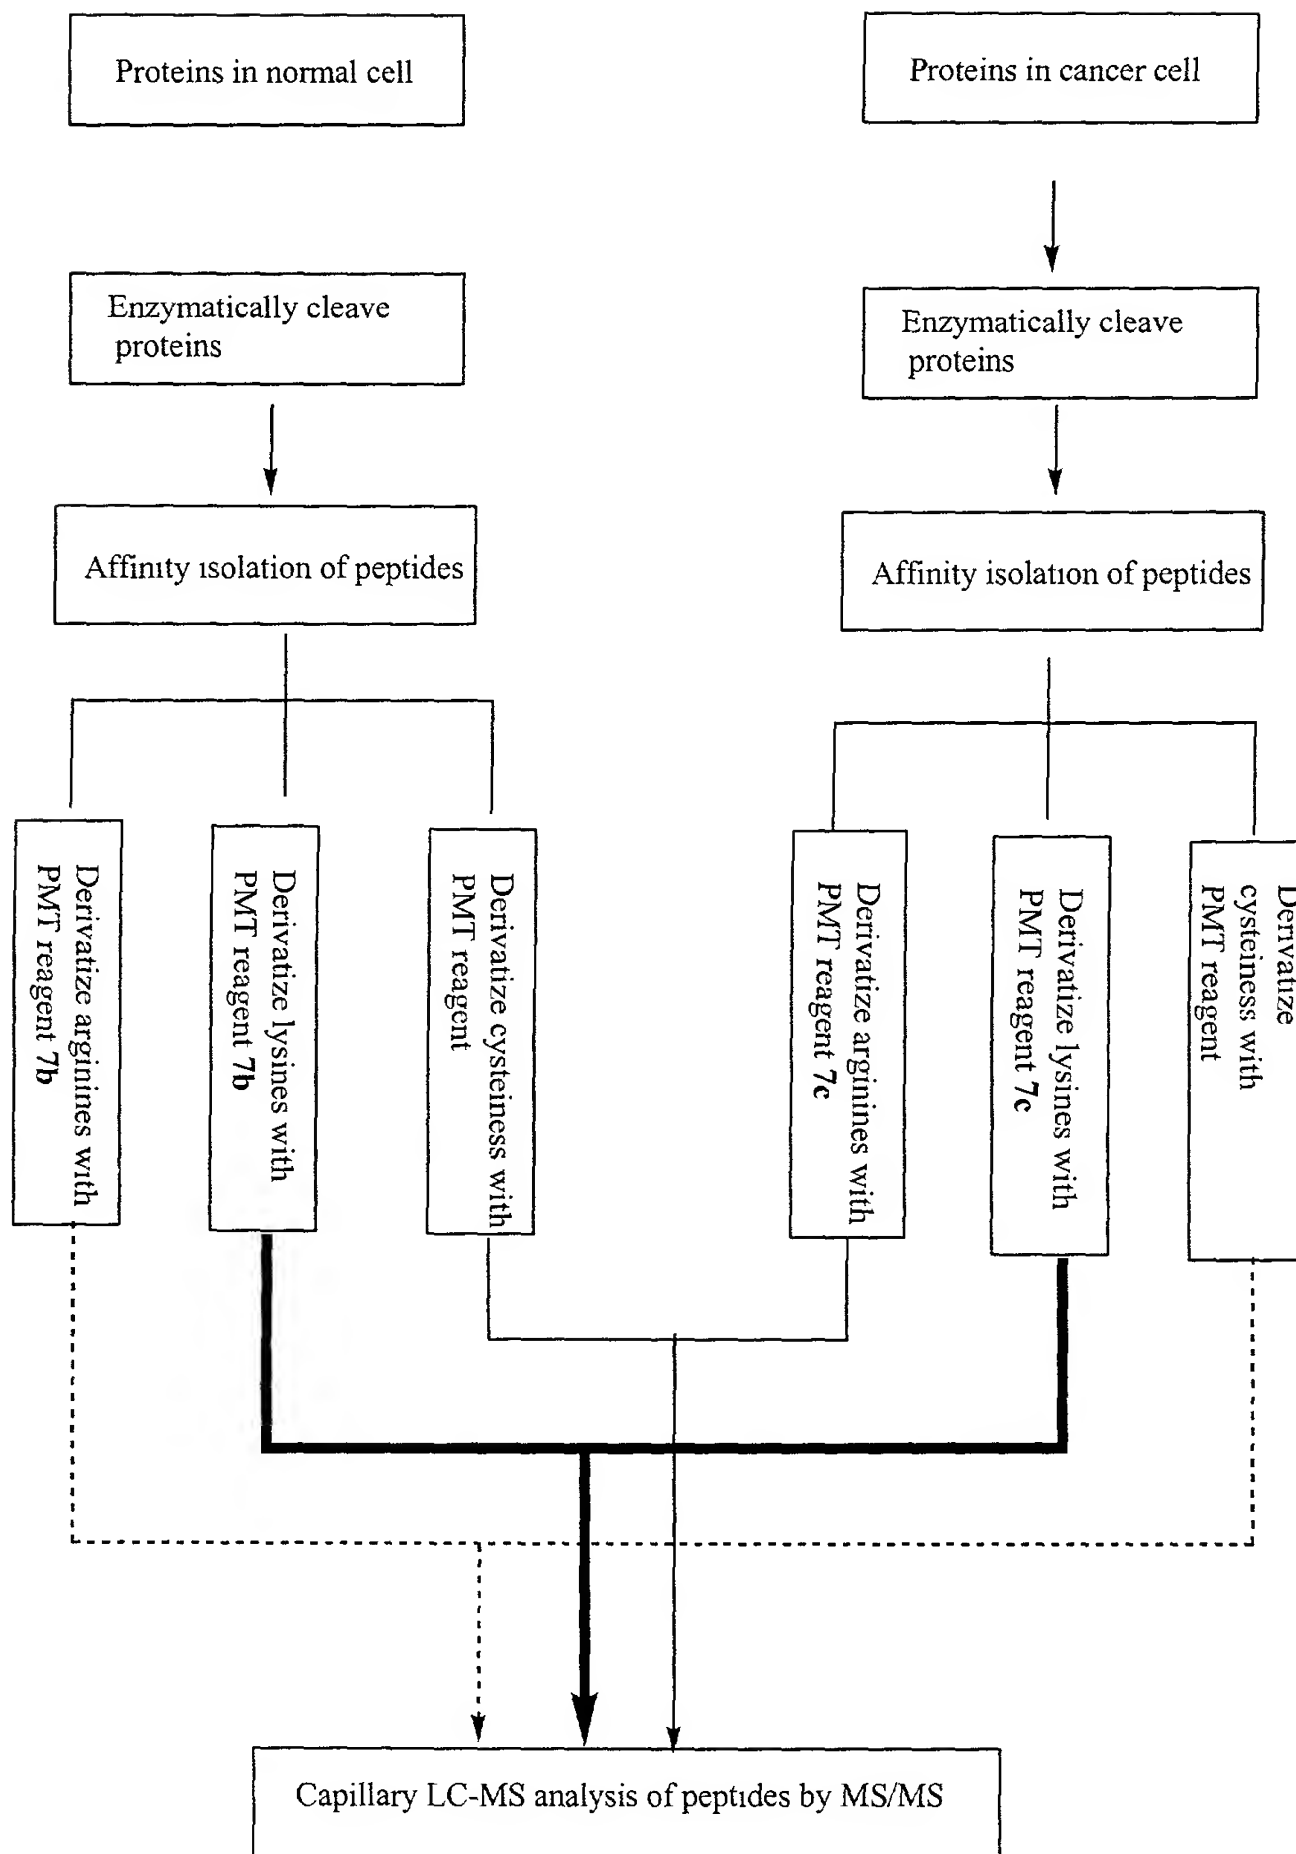 Proteins in normal cell
Proteins in cancer cell
Enzymatically cleave
proteins
Enzymatically cleave
proteins
Affinity isolation of peptides
Affinity isolation of peptides
Derivatize arginines with
PMT reagent 7b
Derivatize lysines with
PMT reagent 7b
Derivatize cysteiness with
PMT reagent
Derivatize arginines with
PMT reagent 7c
Derivatize lysines with
PMT reagent 7c
Derivatize
cysteiness with
PMT reagent
Capillary LC-MS analysis of peptides by MS/MS